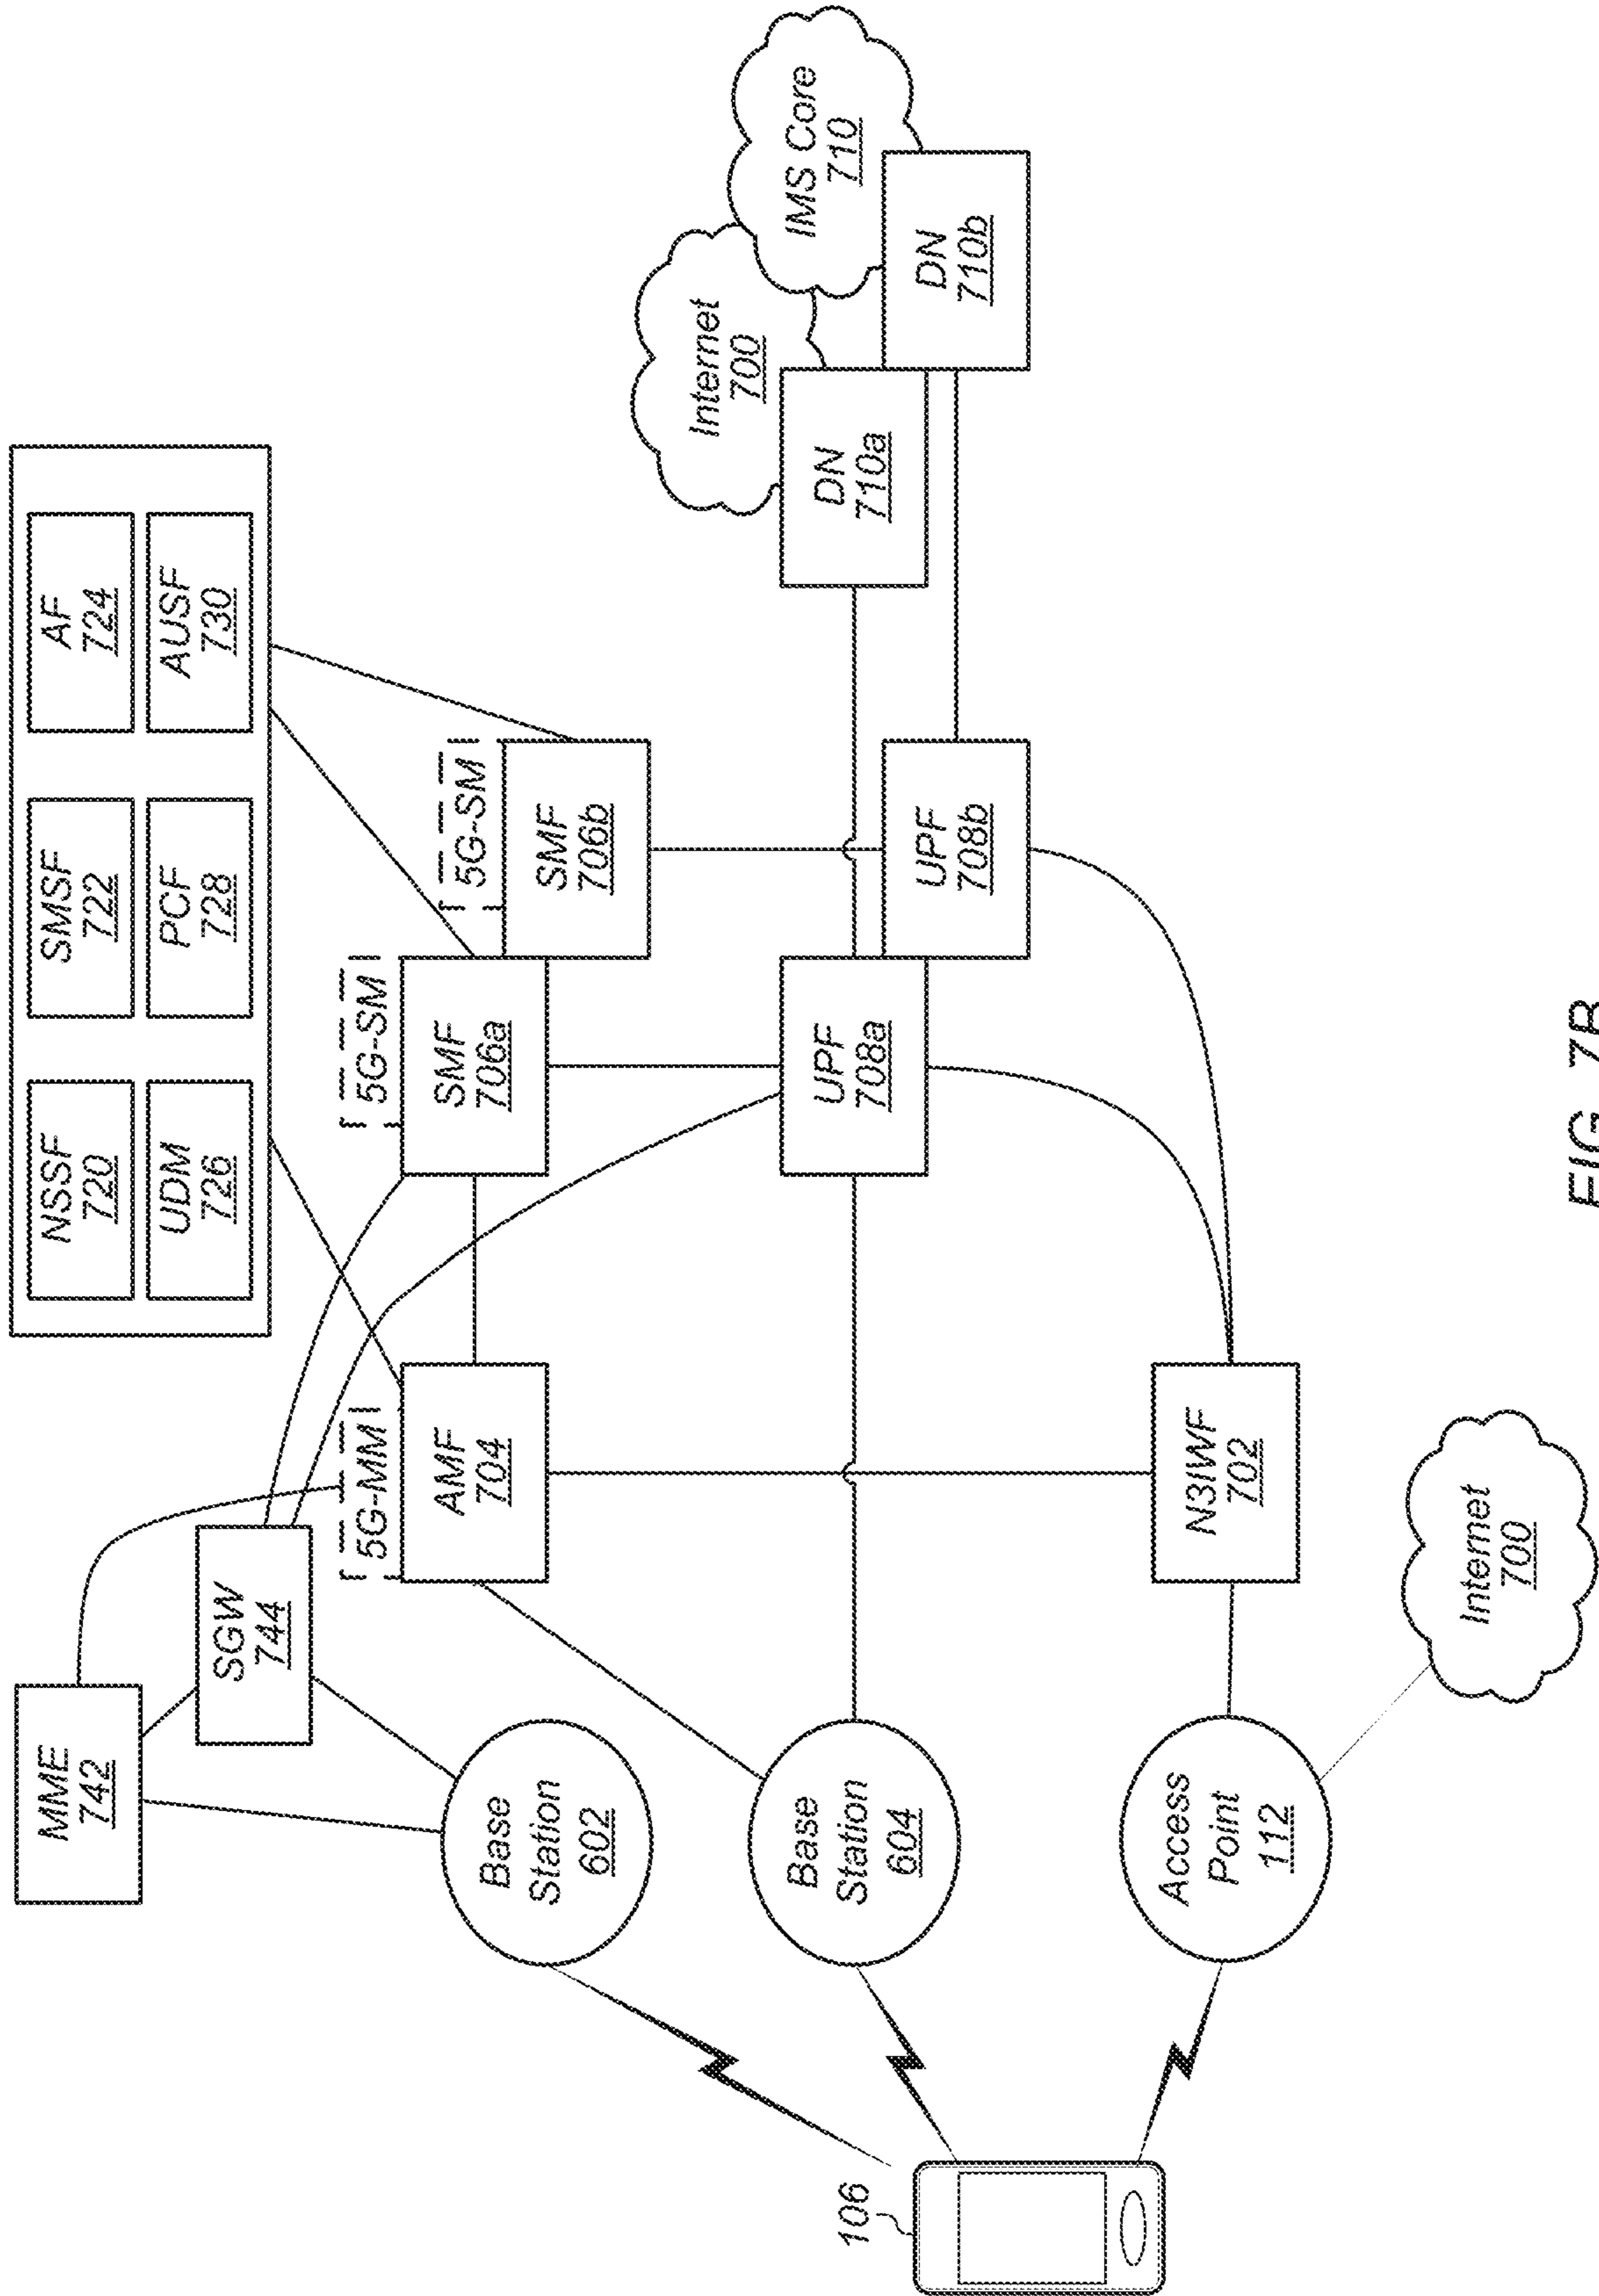 MME
742
SGW
744
NSSF
720
SMSF
722
AF
724
UDM
726
PCF
728
AUSF
730
5G-MM
AMF
704
5G-SM
SMF
706a
5G-SM
SMF
706b
Base
Station
602
Base
Station
604
UPF
708a
UPF
708b
Internet
700
IMS Core
710
DN
710a
DN
710b
106
Access
Point
112
N3IWF
702
Internet
700
FIG. 7B